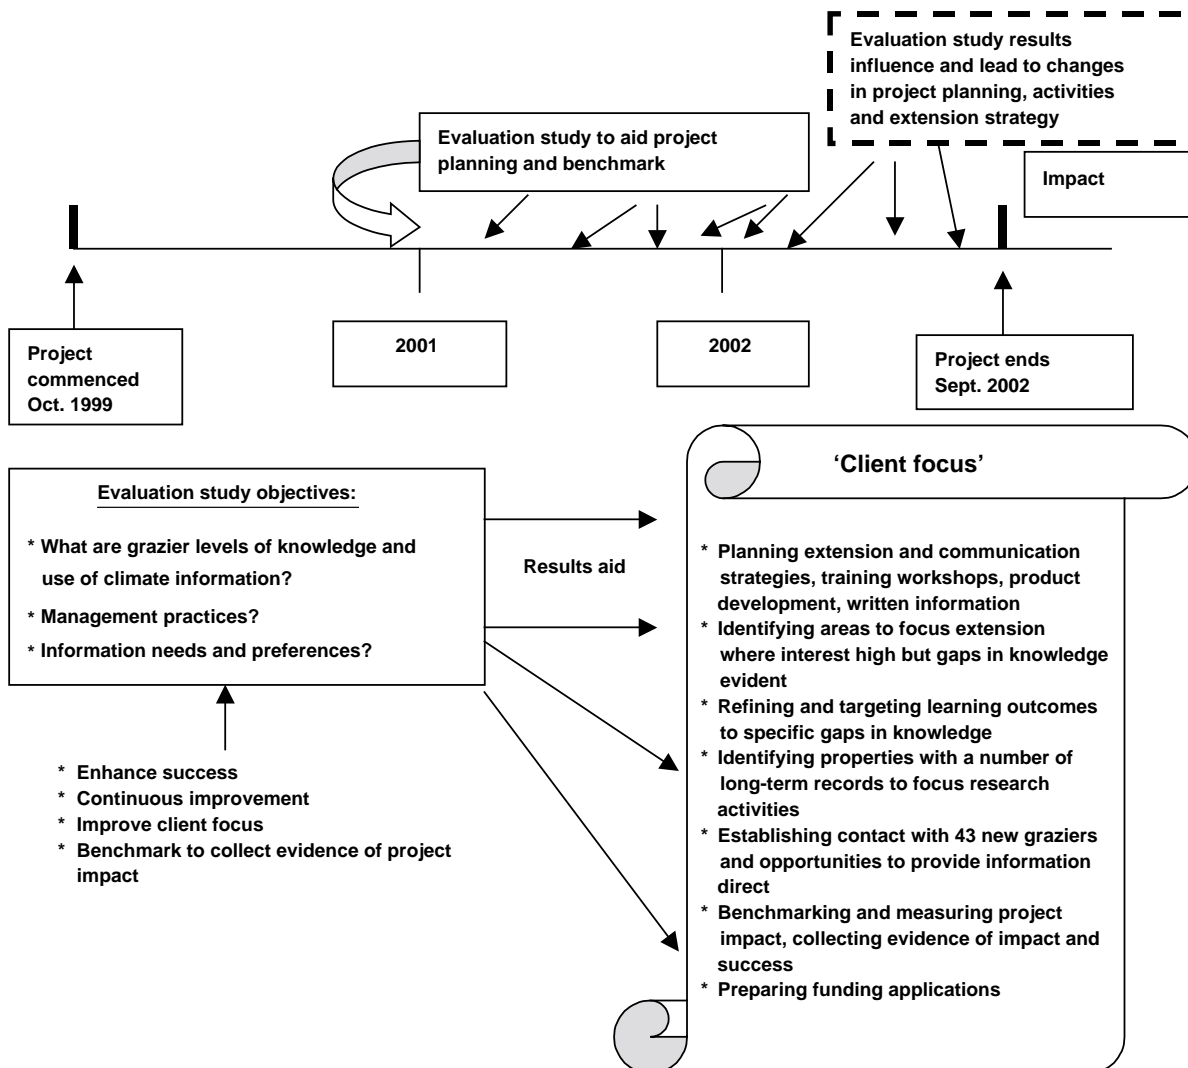 Evaluation study results
influence and lead to changes
in project planning, activities
and extension strategy
Evaluation study to aid project
planning and benchmark
Impact
Project
commenced
Oct. 1999
2001
2002
Project ends
Sept. 2002
Evaluation study objectives:
* What are grazier levels of knowledge and
use of climate information?
* Management practices?
* Information needs and preferences?
Results aid
* Enhance success
* Continuous improvement
* Improve client focus
* Benchmark to collect evidence of project
impact
‘Client focus’
* Planning extension and communication
strategies, training workshops, product
development, written information
* Identifying areas to focus extension
where interest high but gaps in knowledge
evident
* Refining and targeting learning outcomes
to specific gaps in knowledge
* Identifying properties with a number of
long-term records to focus research
activities
* Establishing contact with 43 new graziers
and opportunities to provide information
direct
* Benchmarking and measuring project
impact, collecting evidence of impact and
success
* Preparing funding applications